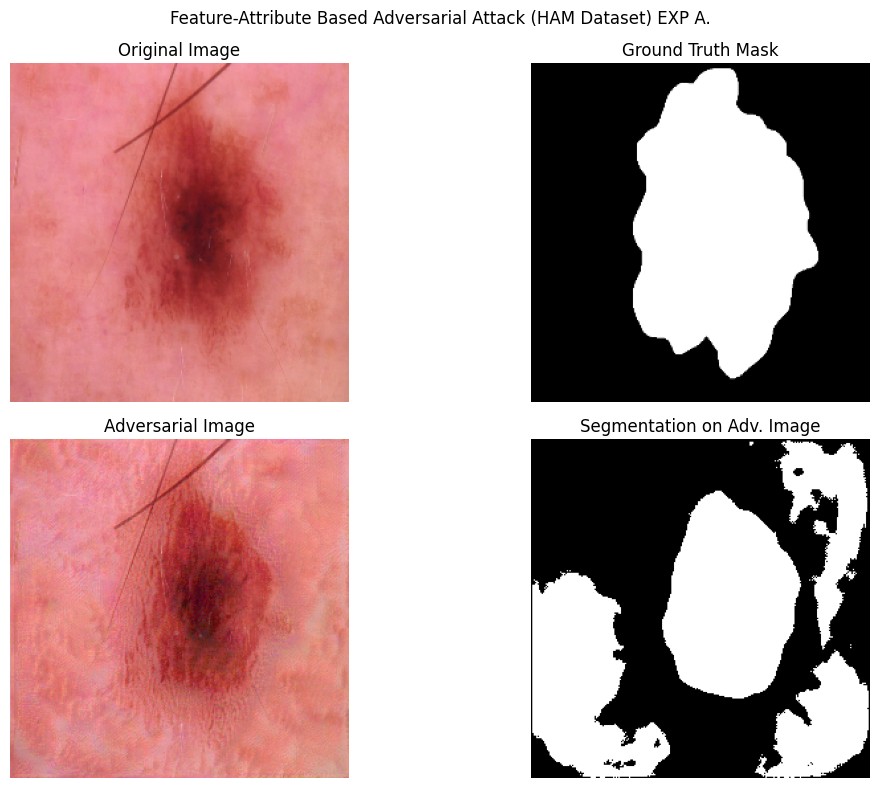 Feature-Attribute Based Adversarial Attack (HAM Dataset) EXP A.
Original Image
Ground Truth Mask
Adversarial Image
Segmentation on Adv. Image